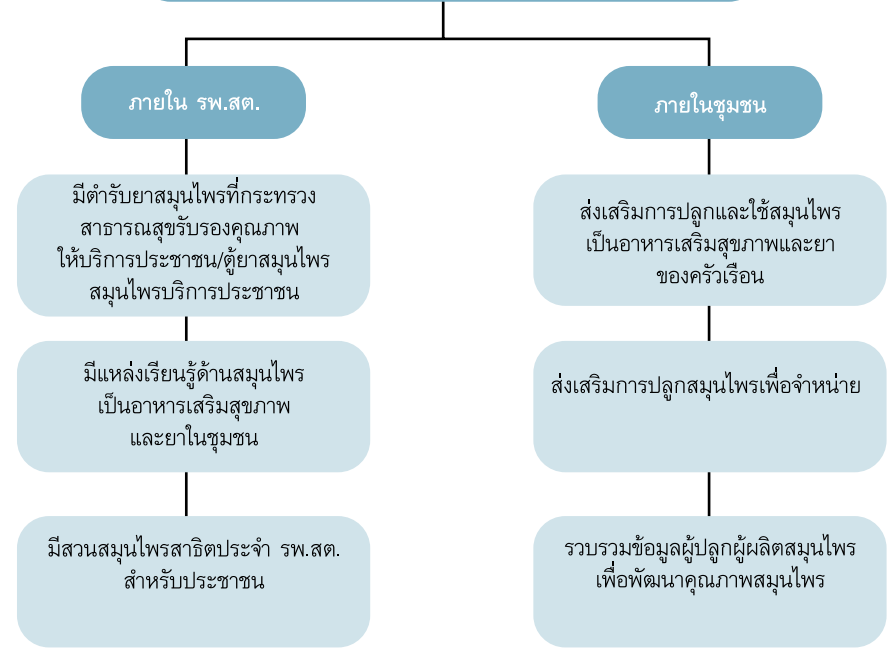 ภายใน รพ.สต.
มีตำรับยาสมุนไพรที่กระทรวง
สาธารณสุขรับรองคุณภาพ
ให้บริการประชาชน/ตู้ยาสมุนไพร
สมุนไพรบริการประชาชน
มีแหล่งเรียนรู้ด้านสมุนไพร
เป็นอาหารเสริมสุขภาพ
และยาในชุมชน
มีสวนสมุนไพรสาธิตประจำ รพ.สต.
สำหรับประชาชน
ภายในชุมชน
ส่งเสริมการปลูกและใช้สมุนไพร
เป็นอาหารเสริมสุขภาพและยา
ของครัวเรือน
ส่งเสริมการปลูกสมุนไพรเพื่อจำหน่าย
รวบรวมข้อมูลผู้ปลูกผู้ผลิตสมุนไพร
เพื่อพัฒนาคุณภาพสมุนไพร